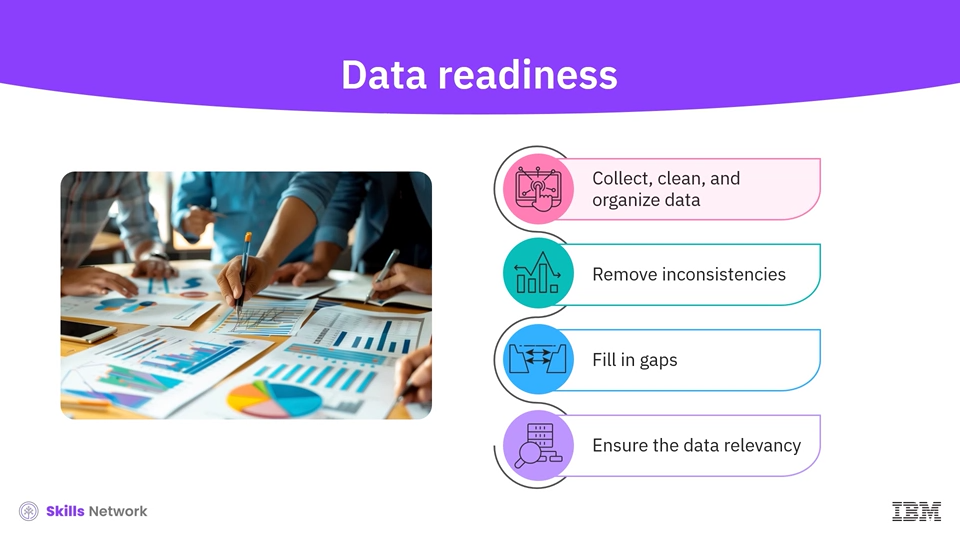 Data readiness
Collect, clean, and
organize data
Remove inconsistencies
Fill in gaps
Ensure the data relevancy
Skills Network
IBM